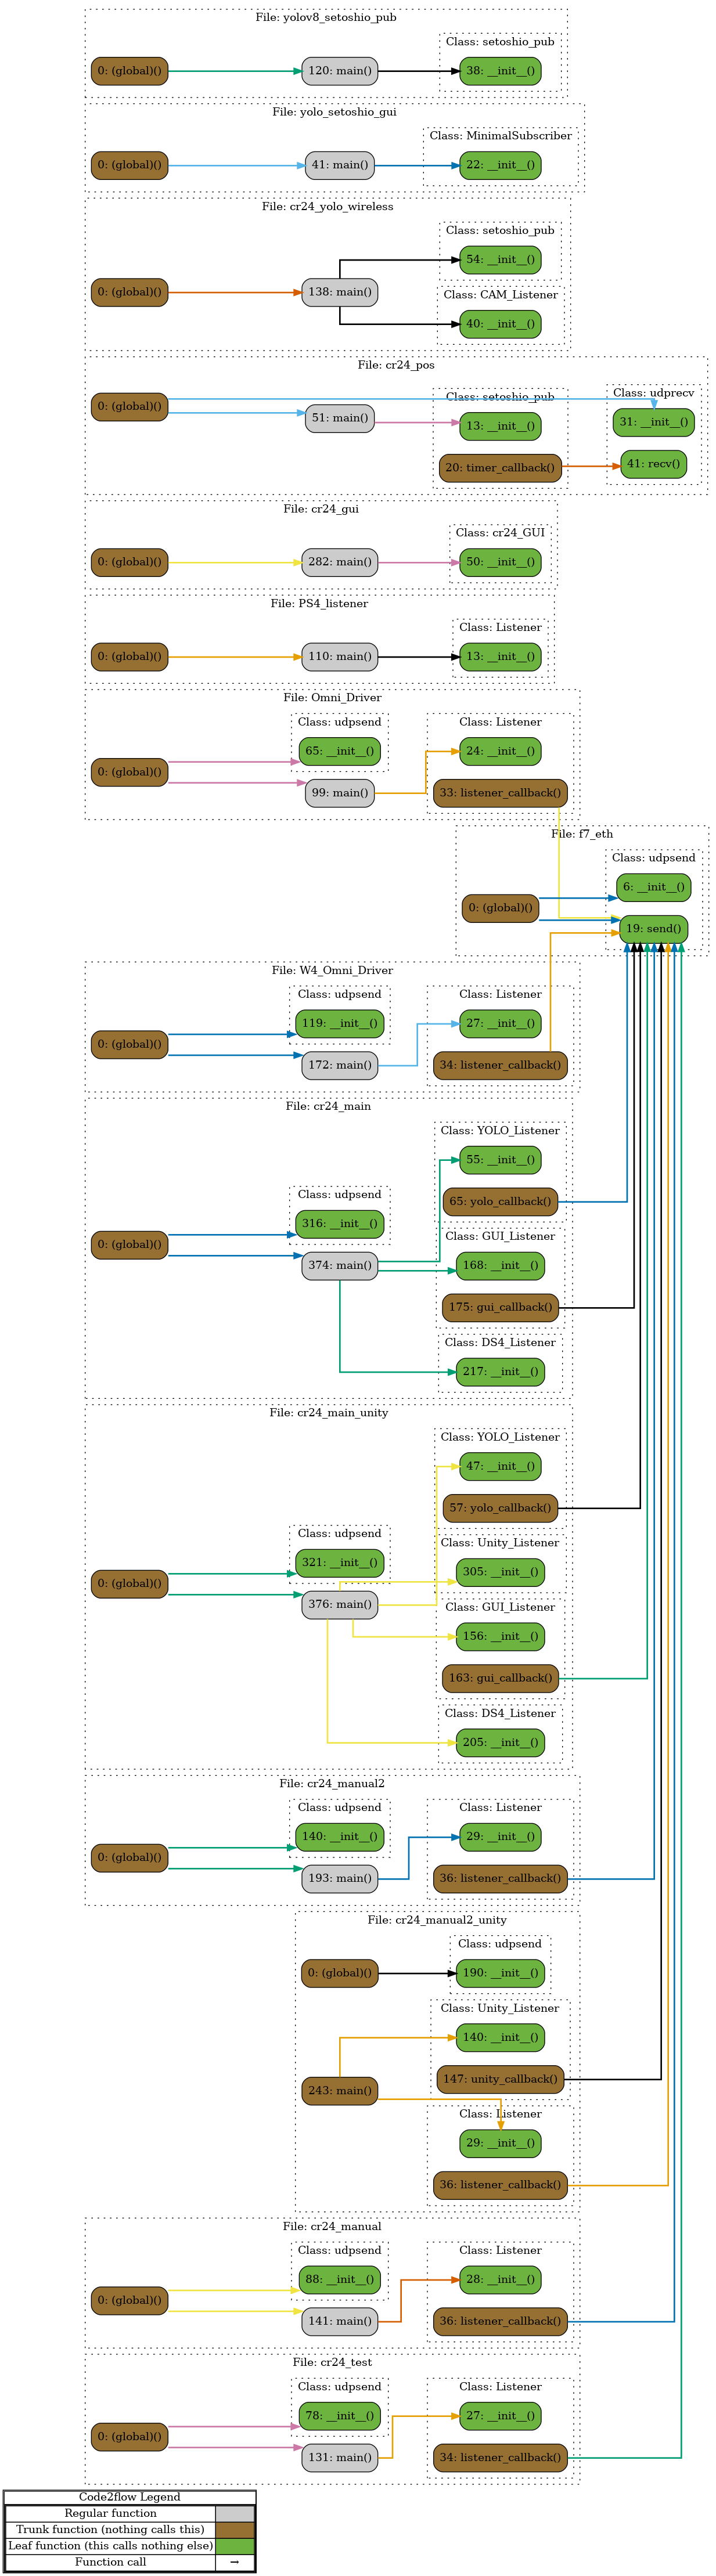 File: yolov8_setoshio_pub
Class: setoshio_pub
0: (global)()
120: main()
38: __init__()
File: yolo_setoshio_gui
Class: MinimalSubscriber
0: (global)()
41: main()
22: __init__()
File: cr24_yolo_wireless
Class: setoshio_pub
54: __init__()
0: (global)()
138: main()
Class: CAM_Listener
40: __init__()
File: cr24_pos
Class: setoshio_pub
Class: udprecv
0: (global)()
51: main()
13: __init__()
31: __init__()
20: timer_callback()
41: recv()
File: cr24_gui
Class: cr24_GUI
0: (global)()
282: main()
50: __init__()
File: PS4_listener
Class: Listener
0: (global)()
110: main()
13: __init__()
File: Omni_Driver
Class: udpsend
Class: Listener
65: __init__()
24: __init__()
0: (global)()
99: main()
33: listener_callback()
File: f7_eth
Class: udpsend
6: __init__()
0: (global)()
19: send()
File: W4_Omni_Driver
Class: udpsend
Class: Listener
119: __init__()
27: __init__()
0: (global)()
172: main()
34: listener_callback()
File: cr24_main
Class: YOLO_Listener
55: __init__()
Class: udpsend
65: yolo_callback()
316: __init__()
Class: GUI_Listener
0: (global)()
374: main()
168: __init__()
175: gui_callback()
Class: DS4_Listener
217: __init__()
File: cr24_main_unity
Class: YOLO_Listener
47: __init__()
57: yolo_callback()
Class: udpsend
Class: Unity_Listener
321: __init__()
305: __init__()
0: (global)()
376: main()
Class: GUI_Listener
156: __init__()
163: gui_callback()
Class: DS4_Listener
205: __init__()
File: cr24_manual2
Class: udpsend
Class: Listener
140: __init__()
29: __init__()
0: (global)()
193: main()
36: listener_callback()
File: cr24_manual2_unity
Class: udpsend
0: (global)()
190: __init__()
Class: Unity_Listener
140: __init__()
147: unity_callback()
243: main()
Class: Listener
29: __init__()
36: listener_callback()
File: cr24_manual
Class: udpsend
Class: Listener
88: __init__()
28: __init__()
0: (global)()
141: main()
36: listener_callback()
File: cr24_test
Class: udpsend
Class: Listener
78: __init__()
27: __init__()
0: (global)()
131: main()
34: listener_callback()
Code2flow Legend
Regular function
Trunk function (nothing calls this)
Leaf function (this calls nothing else)
Function call →